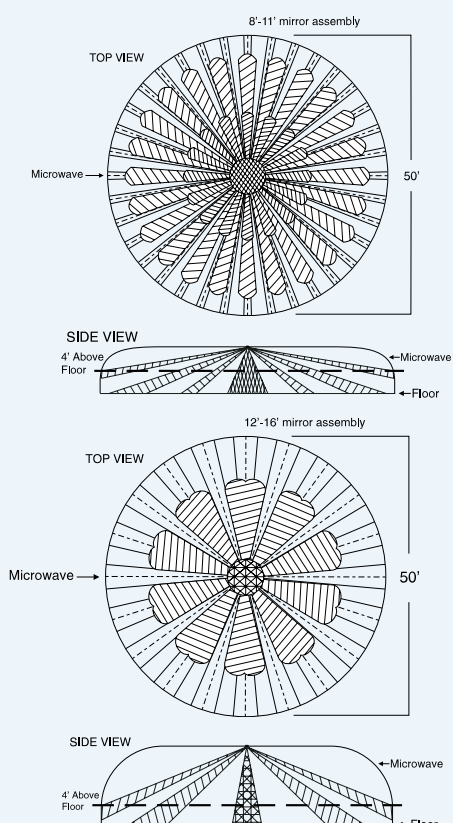 8'-11' mirror assembly
TOP VIEW
Microwave
50'
SIDE VIEW
4' Above
Floor
Microwave
Floor
12'-16' mirror assembly
TOP VIEW
Microwave
50'
SIDE VIEW
Microwave
4' Above
Floor
Floor